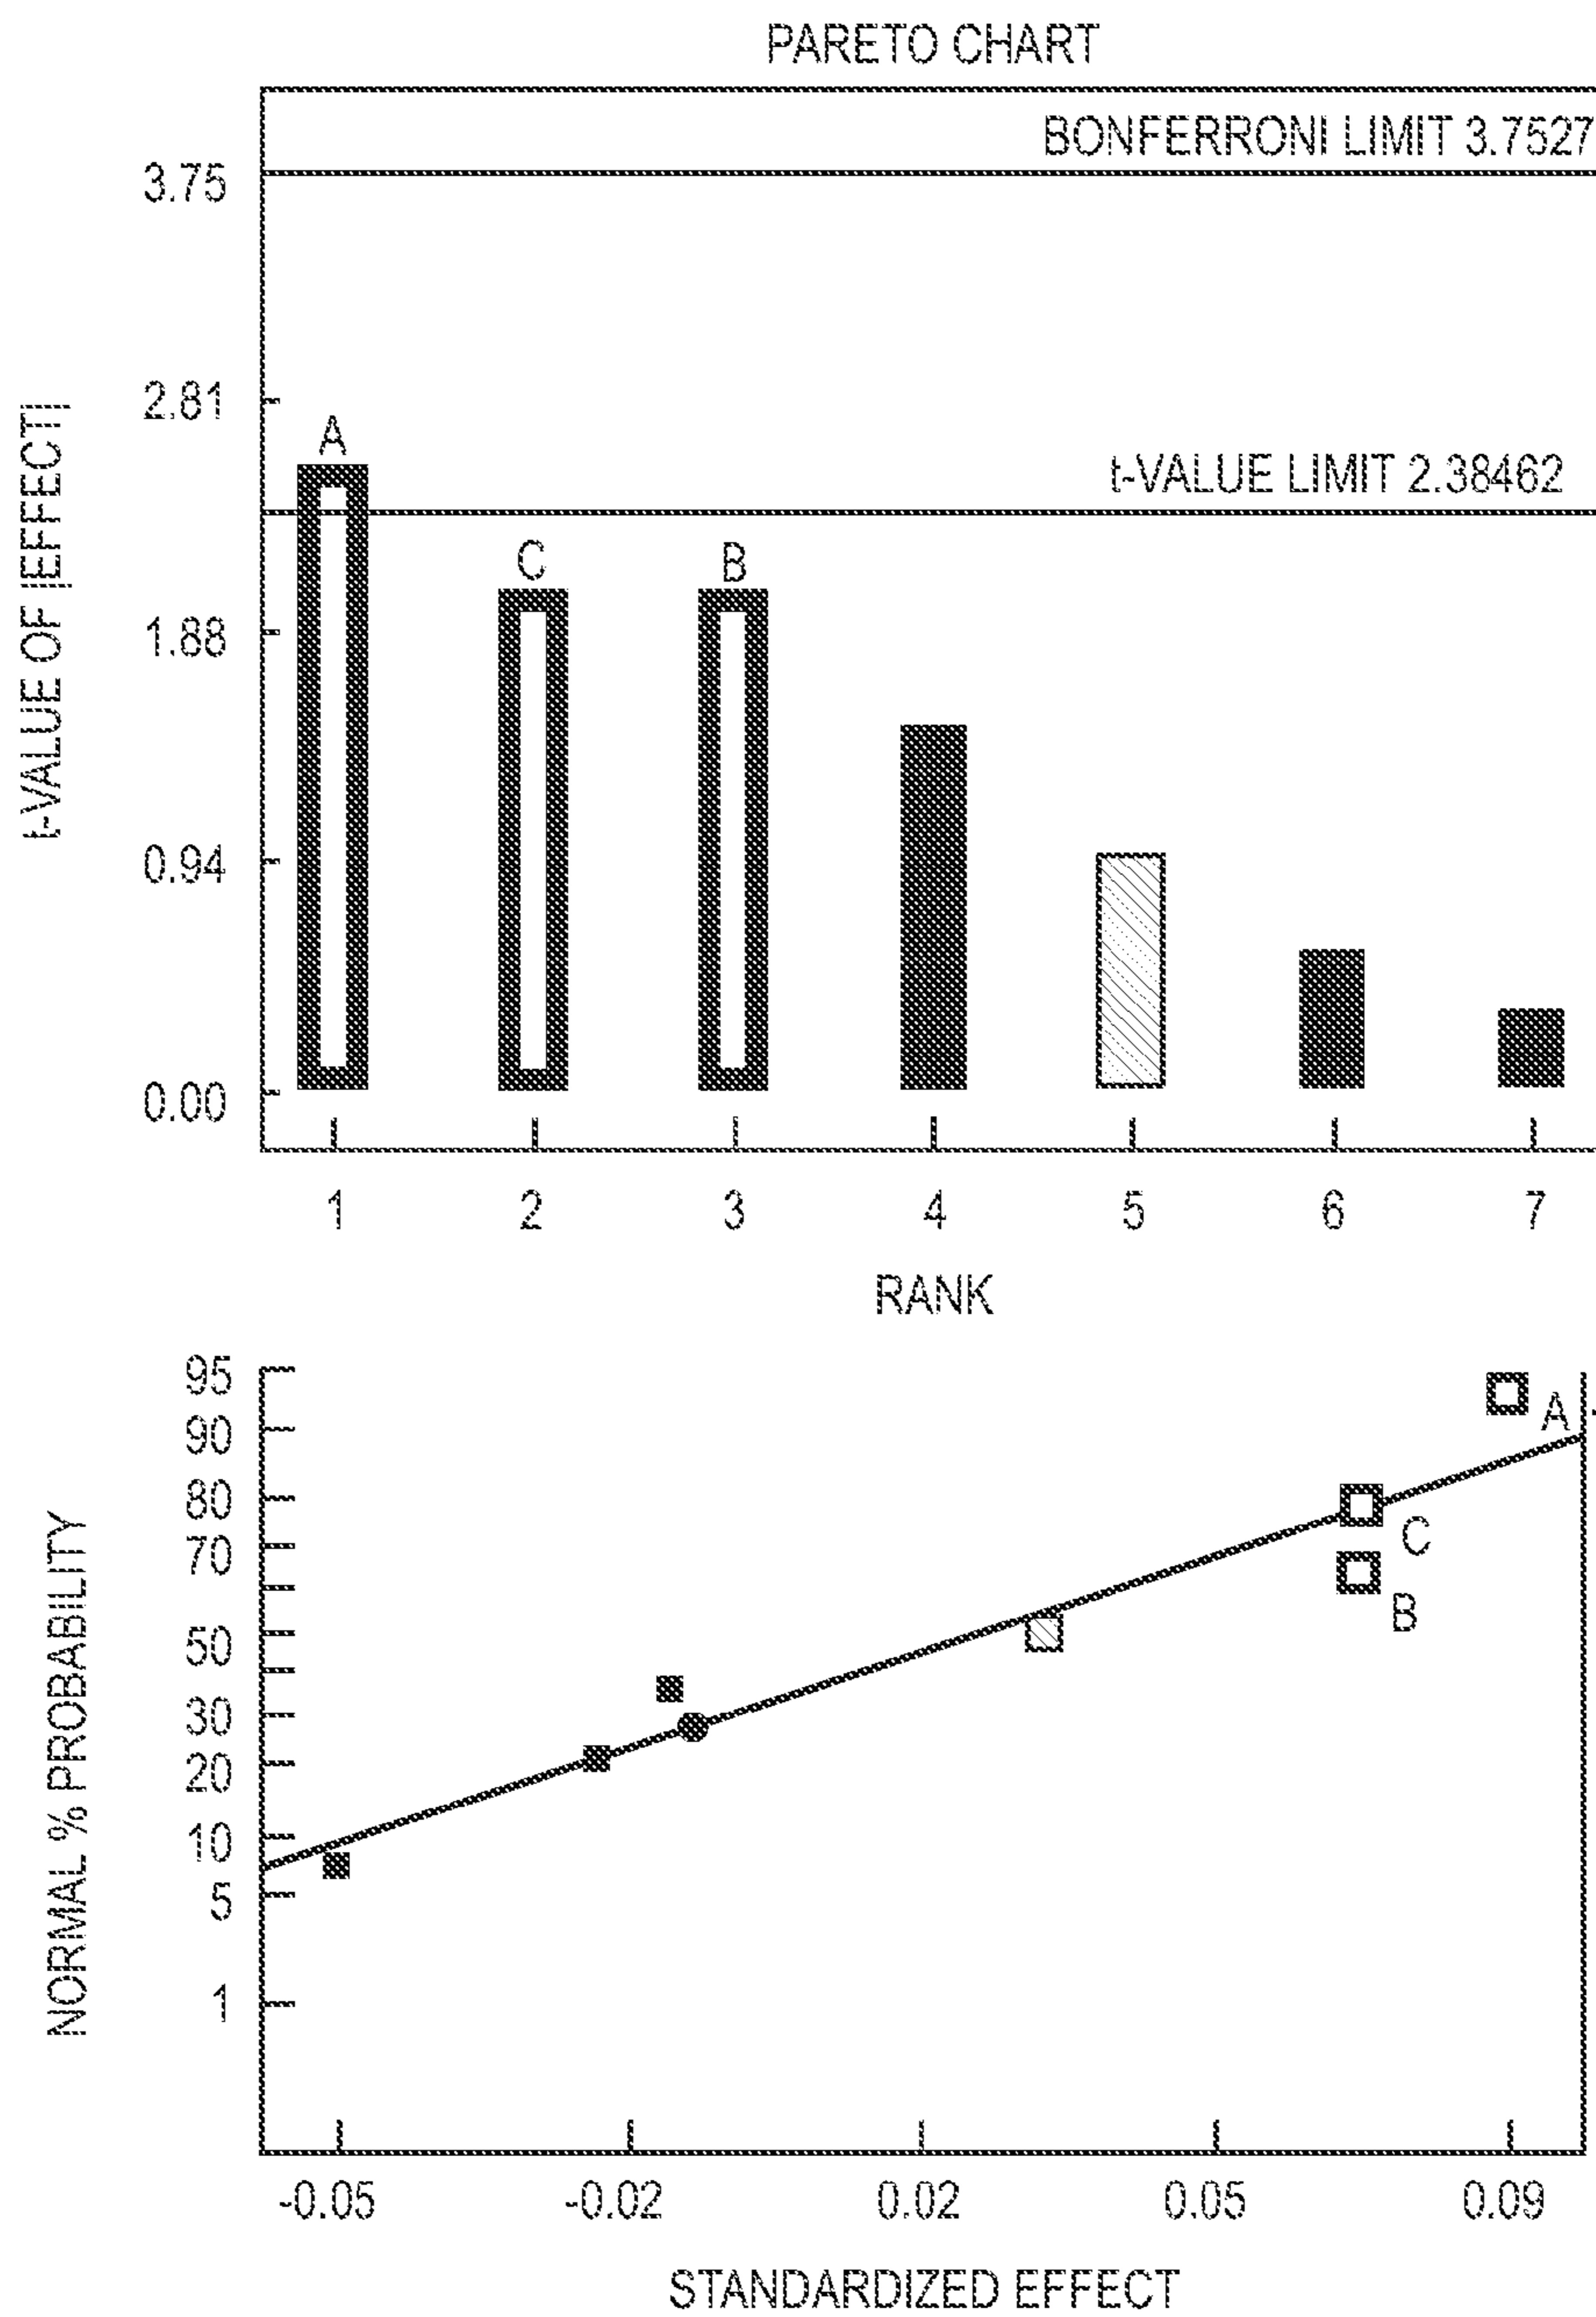 PARETO CHART
BONFERRONI LIMIT 3.7527
3.75
2.81
A
t-VALUE LIMIT 2.38462
C
B
1.88
0.94
0.00
t-VALUE OF |EFFECT|
1 2 3 4 5 6 7
RANK
95
A
90
80
C
70
B
50
30
20
10
5
1
NORMAL % PROBABILITY
-0.05 -0.02 0.02 0.05 0.09
STANDARDIZED EFFECT